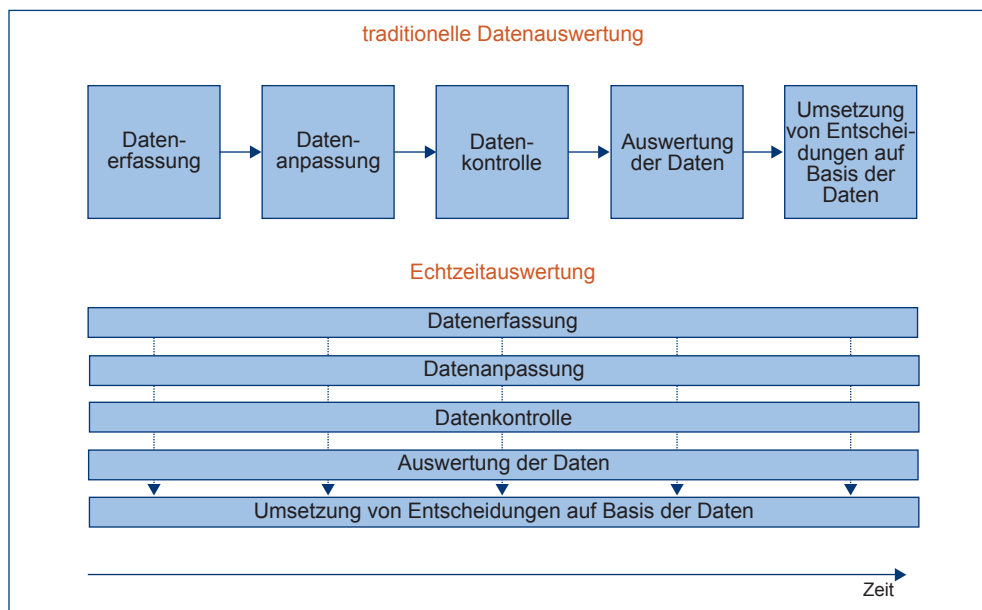 traditionelle Datenauswertung
Daten-
erfassung
Daten-
anpassung
Daten-
kontrolle
Auswertung
der Daten
Umsetzung
von Entschei-
dungen auf
Basis der
Daten
Echtzeitauswertung
Datenerfassung
Datenanpassung
Datenkontrolle
Auswertung der Daten
Umsetzung von Entscheidungen auf Basis der Daten
Zeit